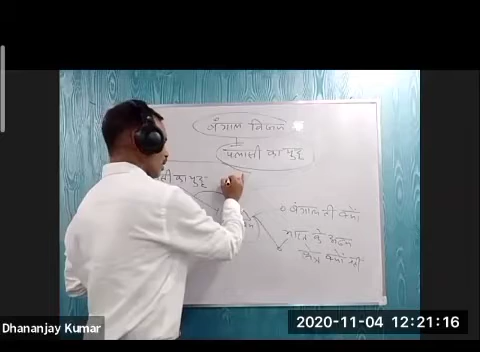 बंगाल विजय
प्लासी का युद्ध
सी का युद्ध
बंगाल ही क्यों
भारत के अन्य
क्षेत्र क्यों नहीं
Dhananjay Kumar
2020-11-04 12:21:16